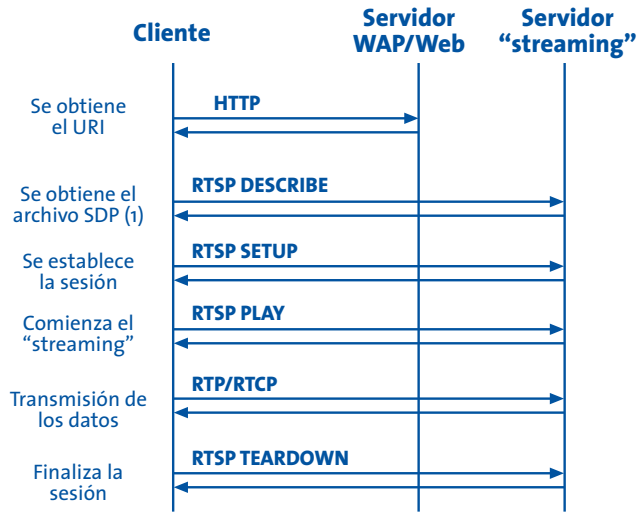 Cliente
Servidor
WAP/Web
Servidor
“streaming”
Se obtiene
el URI
HTTP
Se obtiene el
archivo SDP (1)
RTSP DESCRIBE
Se establece
la sesión
RTSP SETUP
Comienza el
“streaming”
RTSP PLAY
Transmisión de
los datos
RTP/RTCP
Finaliza la
sesión
RTSP TEARDOWN